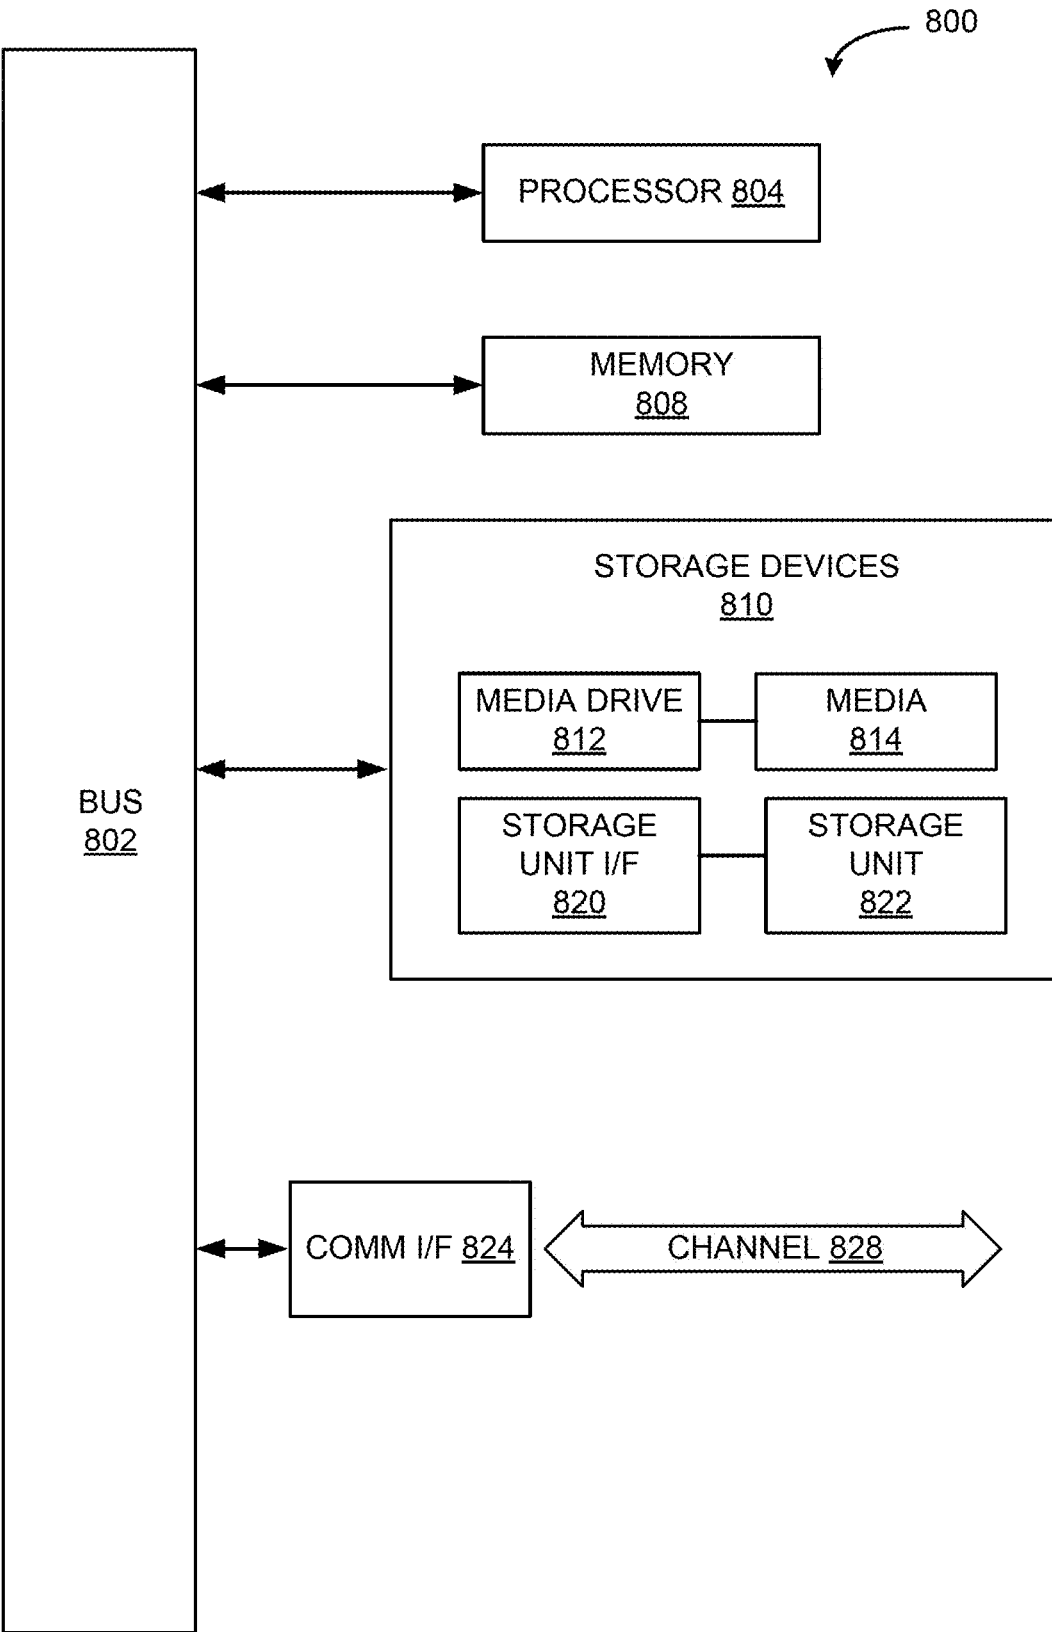 800
PROCESSOR 804
MEMORY
808
STORAGE DEVICES
810
MEDIA DRIVE
812
MEDIA
814
BUS
802
STORAGE
UNIT I/F
820
STORAGE
UNIT
822
COMM I/F 824
CHANNEL 828